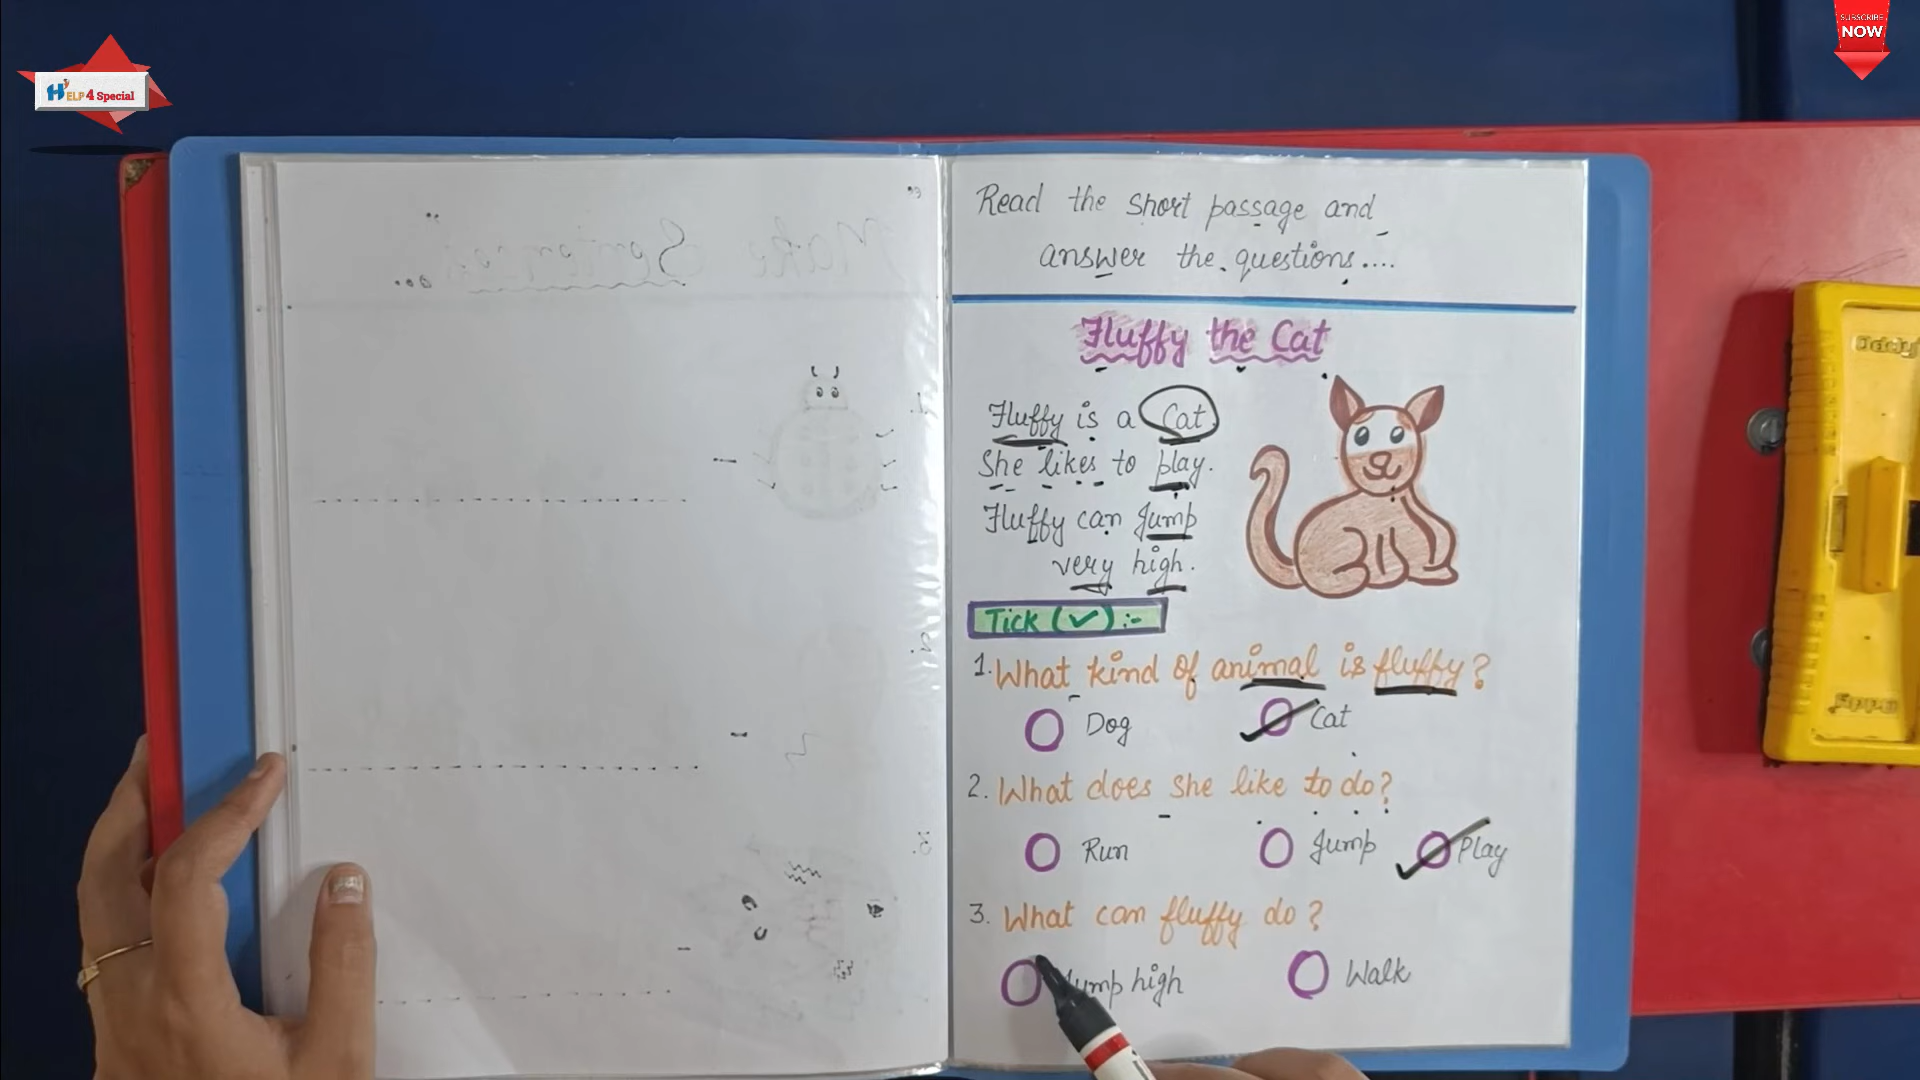 HELP 4 Special
SUBSCRIBE
NOW
Make Sentences
Read the short passage and
answer the questions....
Fluffy the Cat
Fluffy is a Cat.
She likes to play.
Fluffy can Jump
very high.
Tick (✓) :-
1. What kind of animal is fluffy?
Dog Cat
2. What does she like to do?
Run Jump Play
3. What can fluffy do?
Jump high Walk